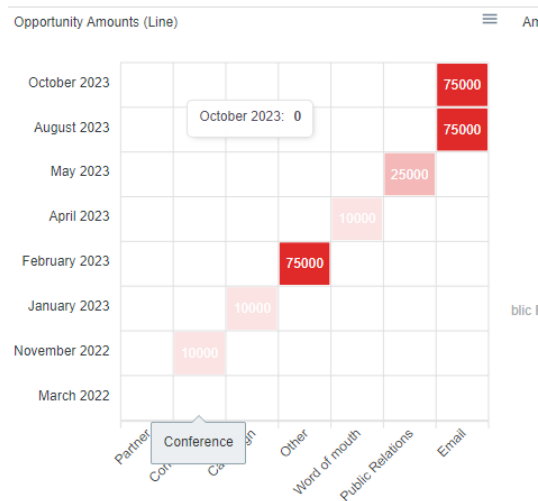 Opportunity Amounts (Line)
Am
October 2023
75000
October 2023: 0
August 2023
75000
May 2023
25000
April 2023
10000
February 2023
75000
January 2023
10000
November 2022
10000
March 2022
Partner
Conference
Other
Word of mouth
Public Relations
Email